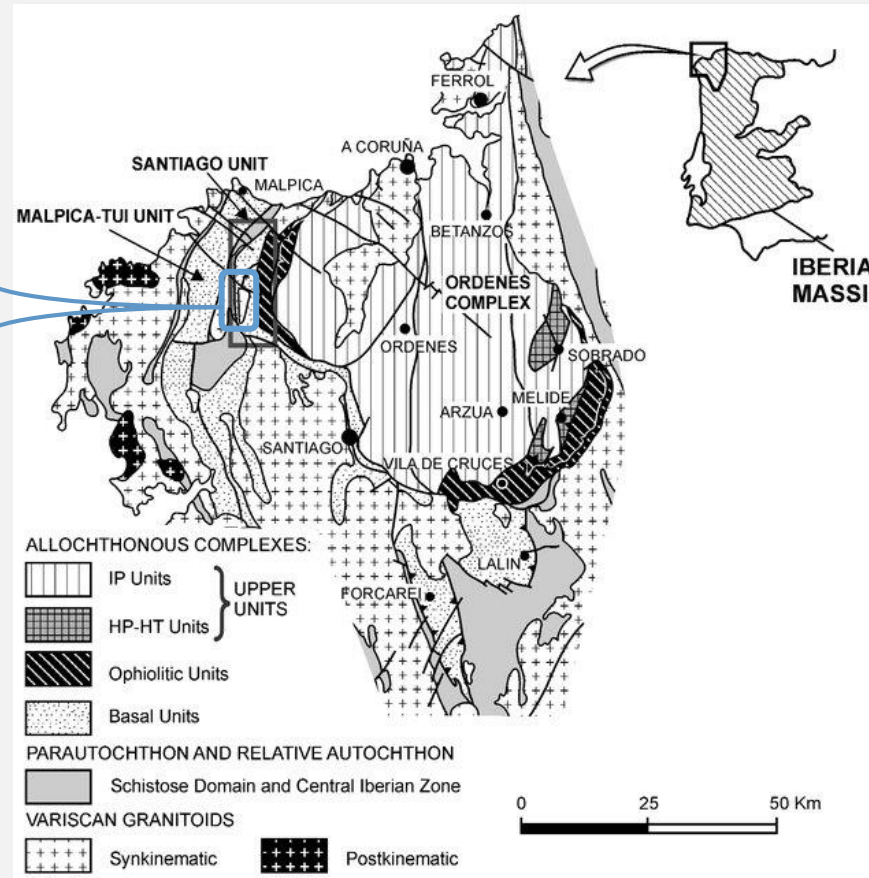 FERROL
A CORUÑA
SANTIAGO UNIT
MALPICA
MALPICA-TUI UNIT
BETANZOS
IBERIA
MASSI
ORDENES
COMPLEX
ORDENES
SOBRADO
MELIDE
ARZUA
SANTIAGO
VILA DE CRUCES
LALIN
FORCAREI
ALLOCHTHONOUS COMPLEXES:
IP Units
HP-HT Units
UPPER
UNITS
Ophiolitic Units
Basal Units
PARAUTOCHTHON AND RELATIVE AUTOCHTHON
Schistose Domain and Central Iberian Zone
VARISCAN GRANITOIDS
Synkinematic
Postkinematic
0 25 50 Km